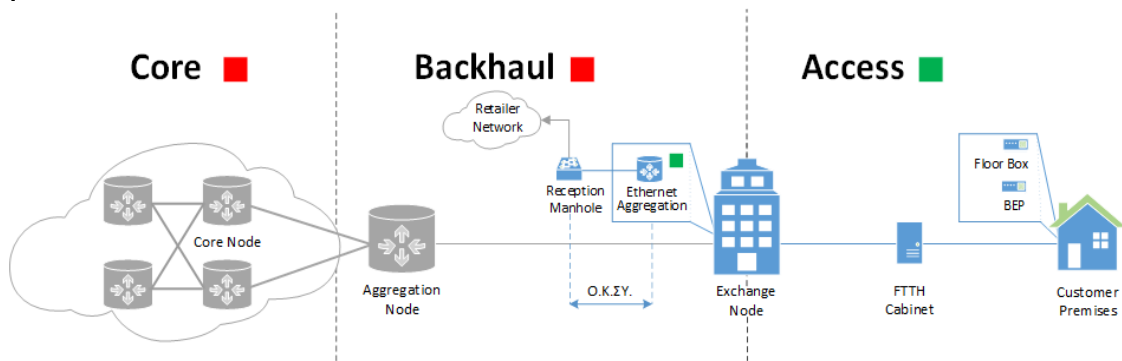 Core
Backhaul
Access
Retailer
Network
Reception
Manhole
Ethernet
Aggregation
Floor Box
BEP
Core Node
Aggregation
Node
Ο.Κ.ΣΥ.
Exchange
Node
FTTH
Cabinet
Customer
Premises